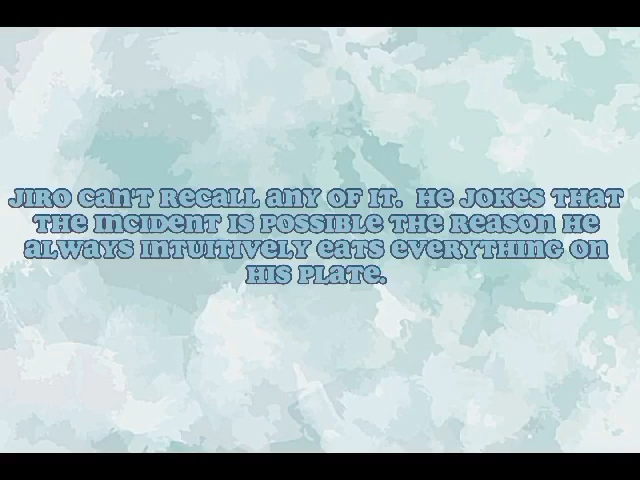 Jiro can't recall any of it.  He jokes that
the incident is possible the reason he
always intuitively eats everything on
his plate.